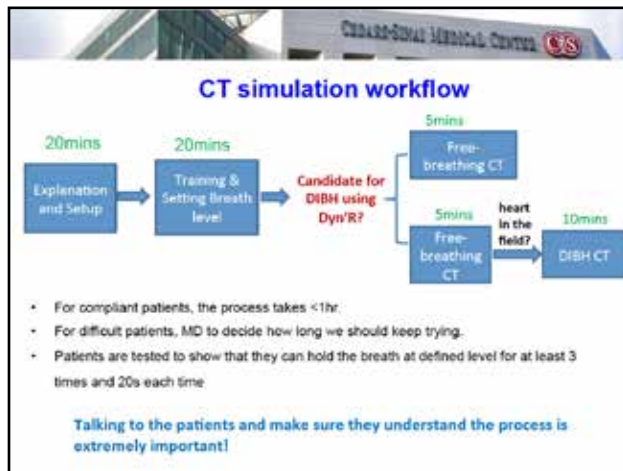 CEDARS-SINAI MEDICAL CENTER
CS
CT simulation workflow
20mins
Explanation
and Setup
20mins
Training &
Setting Breath
level
Candidate for
DIBH using
Dyn'R?
5mins
Free-
breathing CT
5mins
Free-
breathing
CT
heart
in the
field?
10mins
DIBH CT
• For compliant patients, the process takes <1hr.
• For difficult patients, MD to decide how long we should keep trying.
• Patients are tested to show that they can hold the breath at defined level for at least 3
times and 20s each time
Talking to the patients and make sure they understand the process is
extremely important!